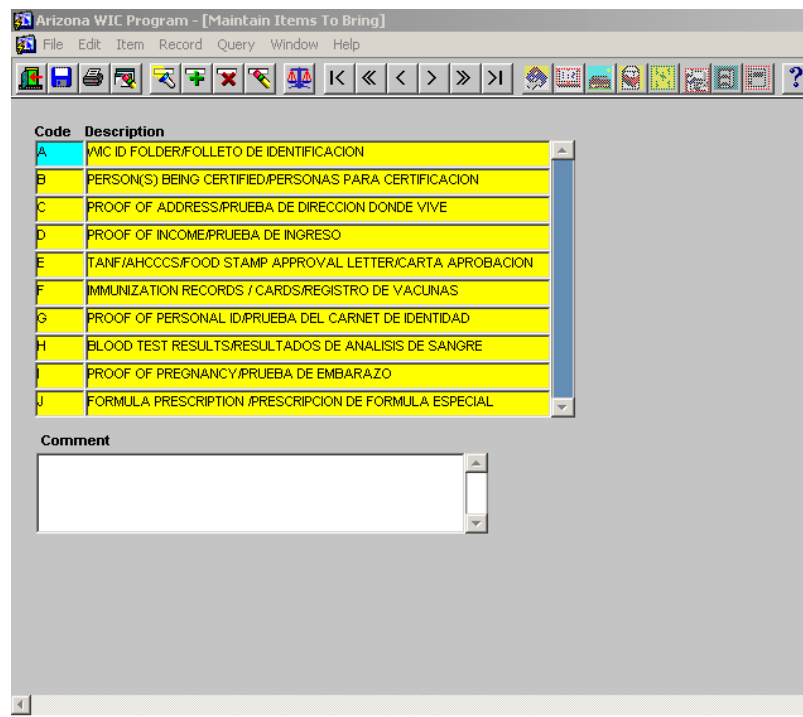 Arizona WIC Program - [Maintain Items To Bring]
File Edit Item Record Query Window Help
Code Description
A WIC ID FOLDER/FOLLETO DE IDENTIFICACION
B PERSON(S) BEING CERTIFIED/PERSONAS PARA CERTIFICACION
C PROOF OF ADDRESS/PRUEBA DE DIRECCION DONDE VIVE
D PROOF OF INCOME/PRUEBA DE INGRESO
E TANF/AHCCCS/FOOD STAMP APPROVAL LETTER/CARTA APROBACION
F IMMUNIZATION RECORDS / CARDS/REGISTRO DE VACUNAS
G PROOF OF PERSONAL ID/PRUEBA DEL CARNET DE IDENTIDAD
H BLOOD TEST RESULTS/RESULTADOS DE ANALISIS DE SANGRE
I PROOF OF PREGNANCY/PRUEBA DE EMBARAZO
J FORMULA PRESCRIPTION /PRESCRIPCION DE FORMULA ESPECIAL
Comment